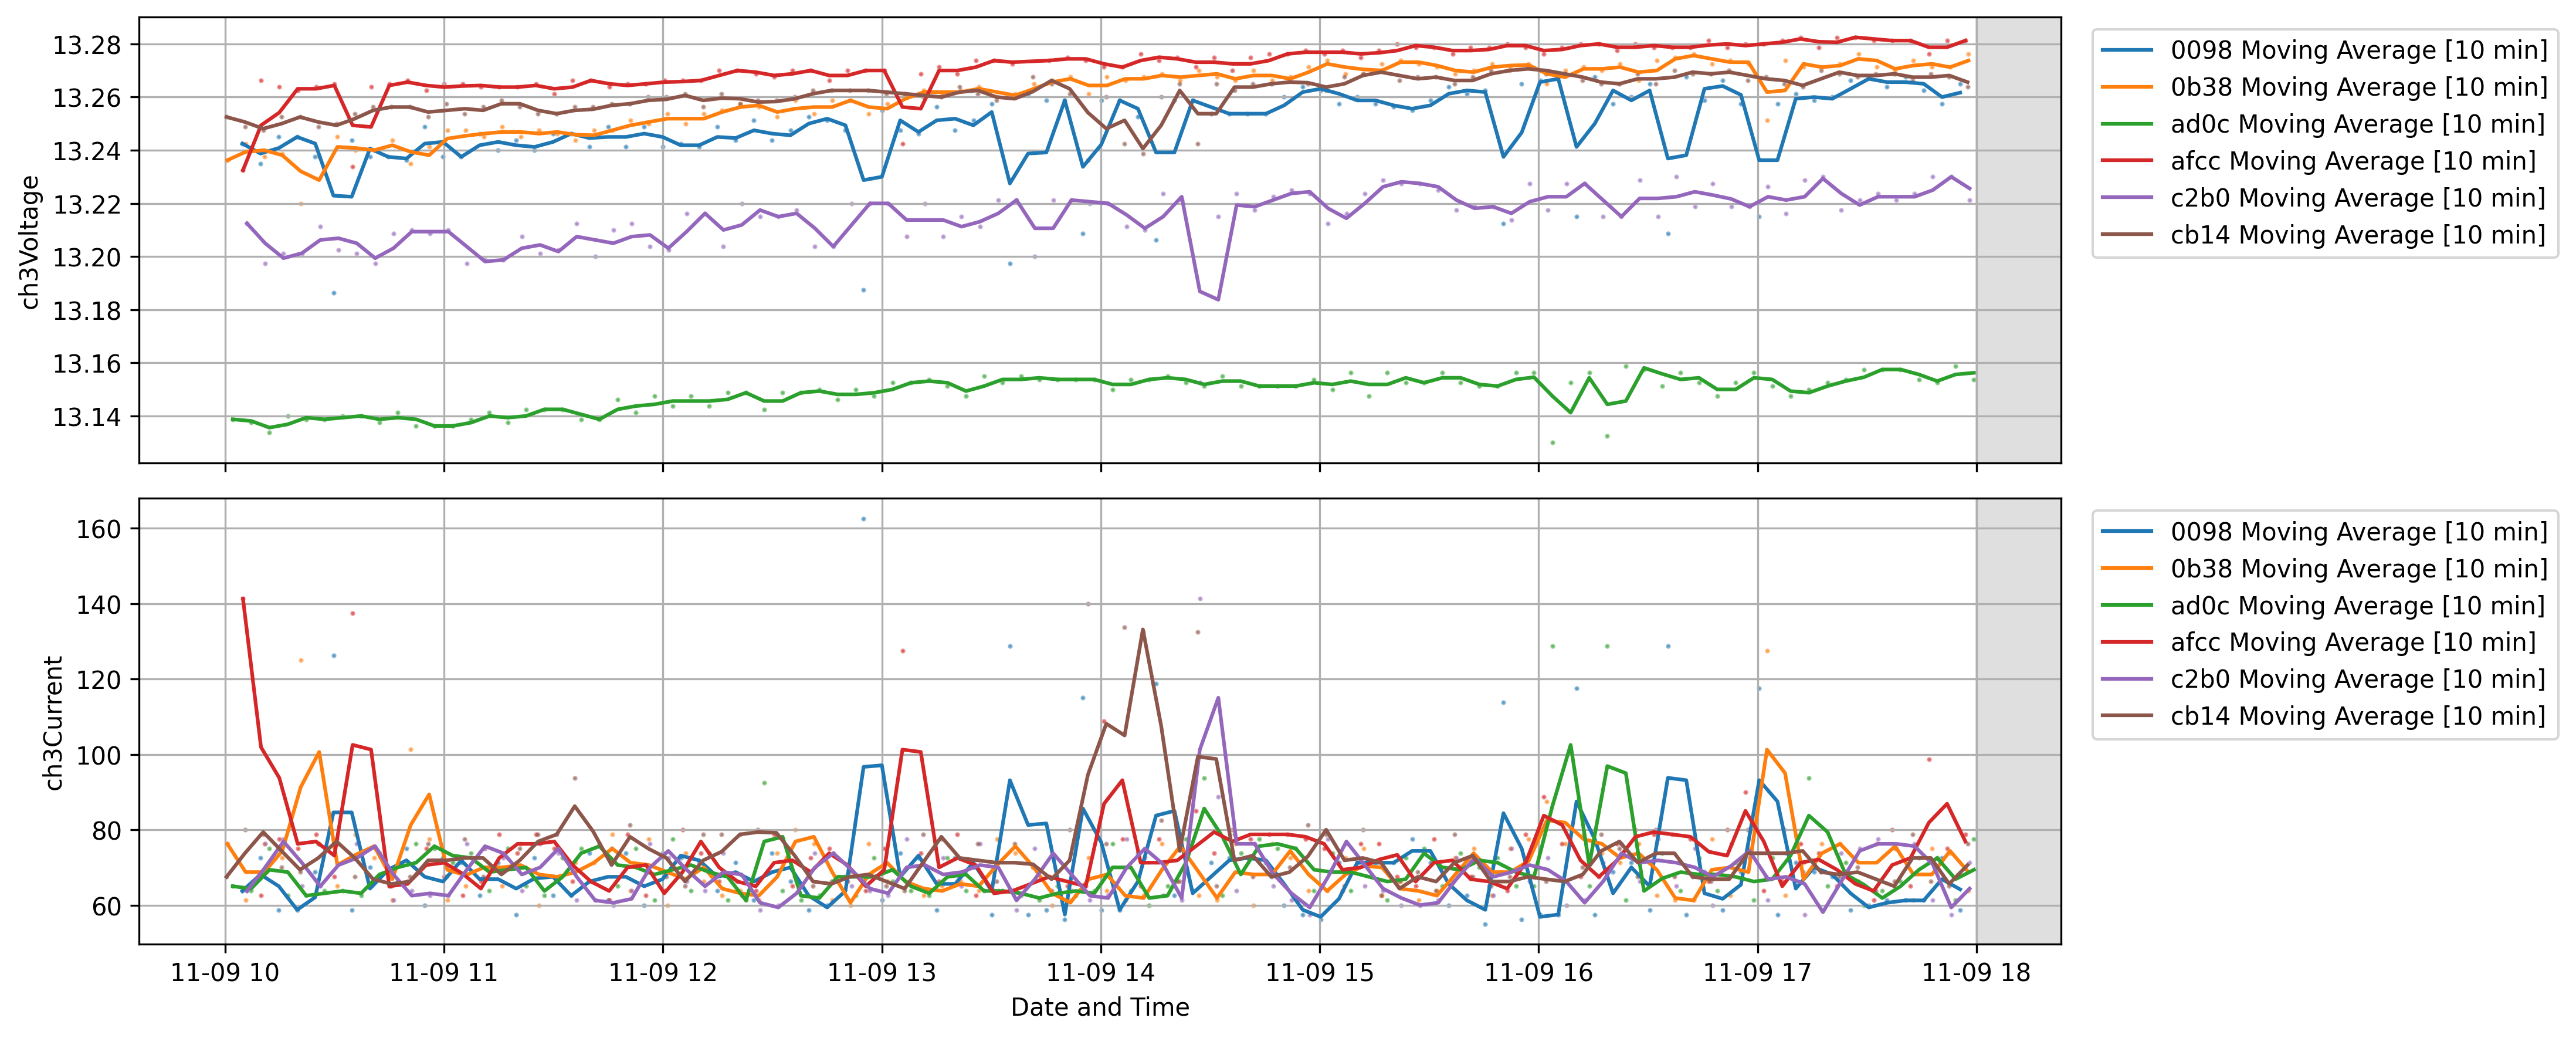 13.28
13.26
13.24
13.22
13.20
13.18
13.16
13.14
ch3Voltage
0098 Moving Average [10 min]
0b38 Moving Average [10 min]
ad0c Moving Average [10 min]
afcc Moving Average [10 min]
c2b0 Moving Average [10 min]
cb14 Moving Average [10 min]
160
140
120
100
80
60
ch3Current
0098 Moving Average [10 min]
0b38 Moving Average [10 min]
ad0c Moving Average [10 min]
afcc Moving Average [10 min]
c2b0 Moving Average [10 min]
cb14 Moving Average [10 min]
11-09 10 11-09 11 11-09 12 11-09 13 11-09 14 11-09 15 11-09 16 11-09 17 11-09 18
Date and Time